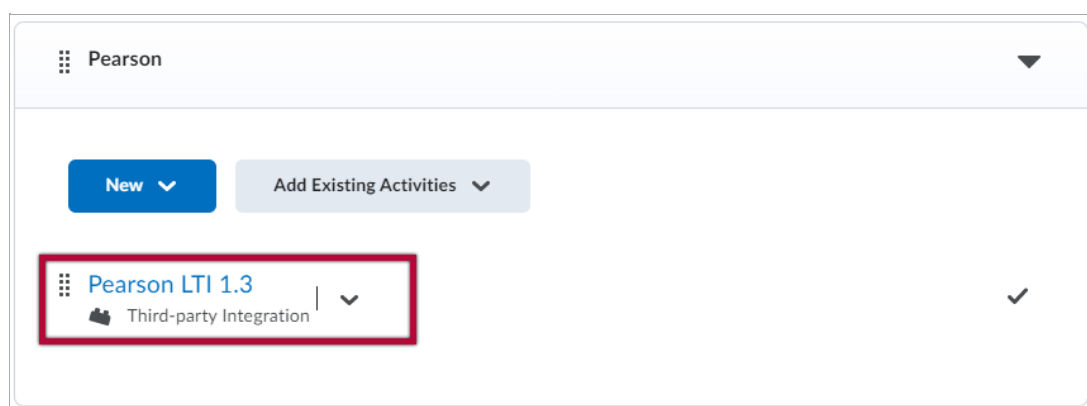 Pearson
New
Add Existing Activities
Pearson LTI 1.3
Third-party Integration